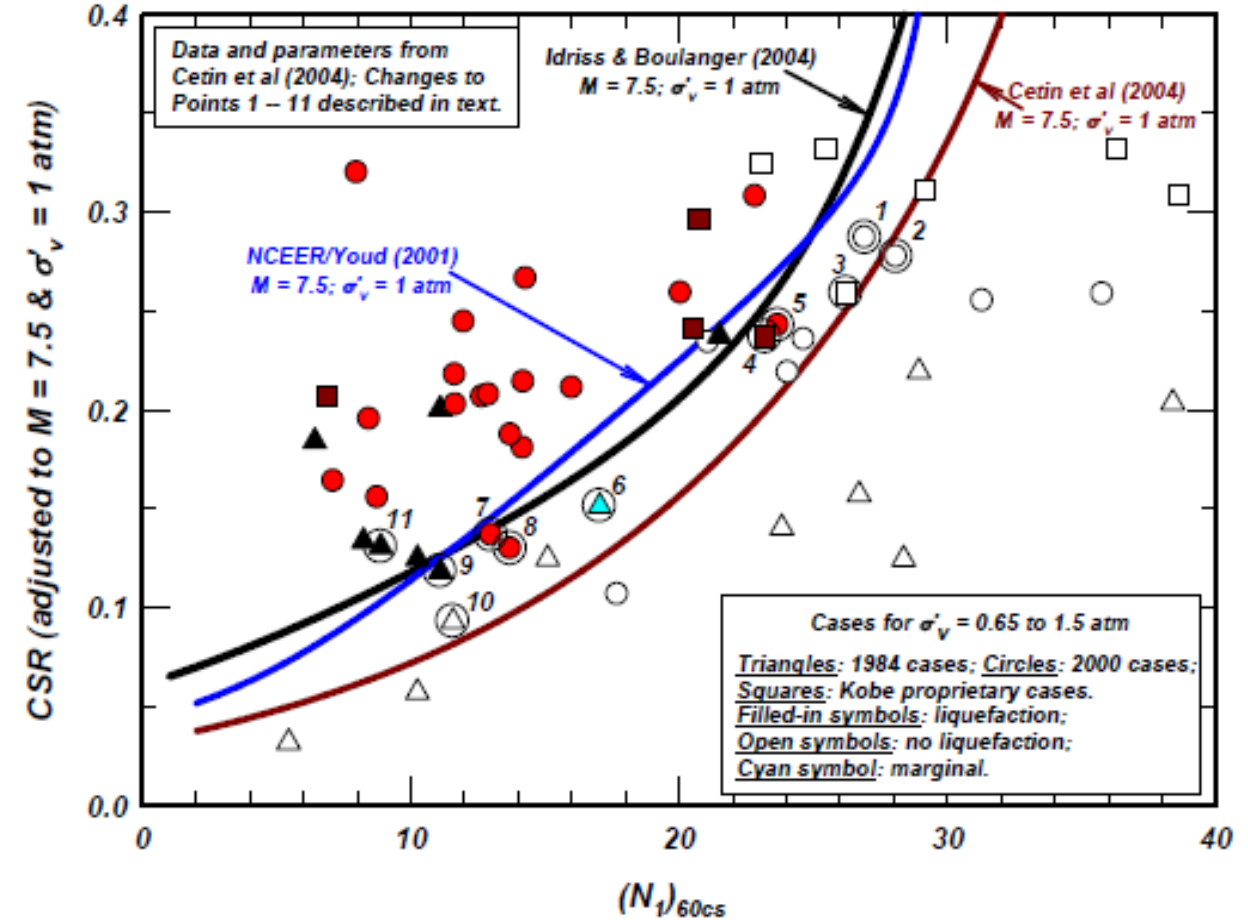 0.4
0.3
0.2
0.1
0.0
0
10
20
30
40
CSR (adjusted to M = 7.5 & σ'v = 1 atm)
(N1)60cs
Data and parameters from
Cetin et al (2004); Changes to
Points 1 – 11 described in text.
Idriss & Boulanger (2004)
M = 7.5; σ'v = 1 atm
Cetin et al (2004)
M = 7.5; σ'v = 1 atm
NCEER/Youd (2001)
M = 7.5; σ'v = 1 atm
1
2
3
5
4
6
7
8
11
9
10
Cases for σ'v = 0.65 to 1.5 atm
Triangles: 1984 cases; Circles: 2000 cases;
Squares: Kobe proprietary cases.
Filled-in symbols: liquefaction;
Open symbols: no liquefaction;
Cyan symbol: marginal.